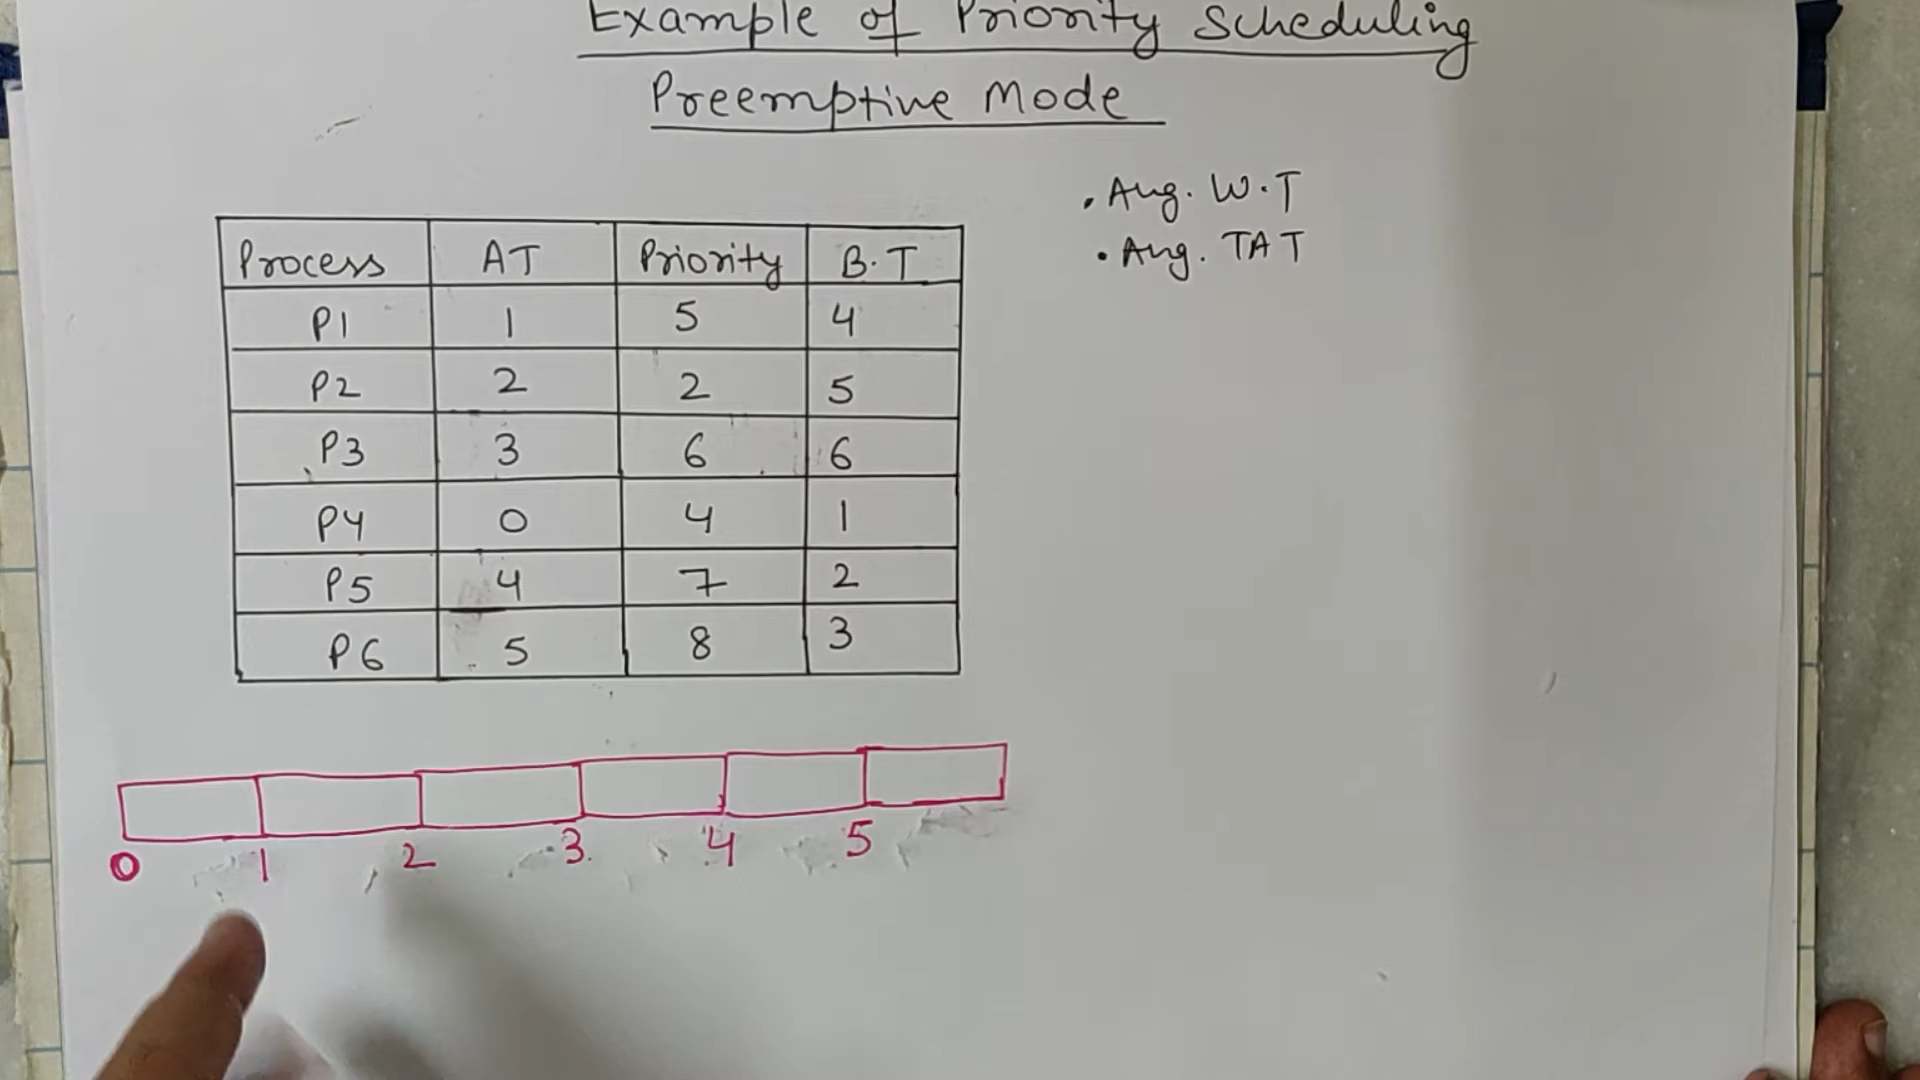 Example of Priority Scheduling
Preemptive Mode
• Avg. W.T
• Avg. TAT
Process AT Priority B.T
P1 1 5 4
P2 2 2 5
P3 3 6 6
P4 0 4 1
P5 4 7 2
P6 5 8 3
0 1 2 3 4 5